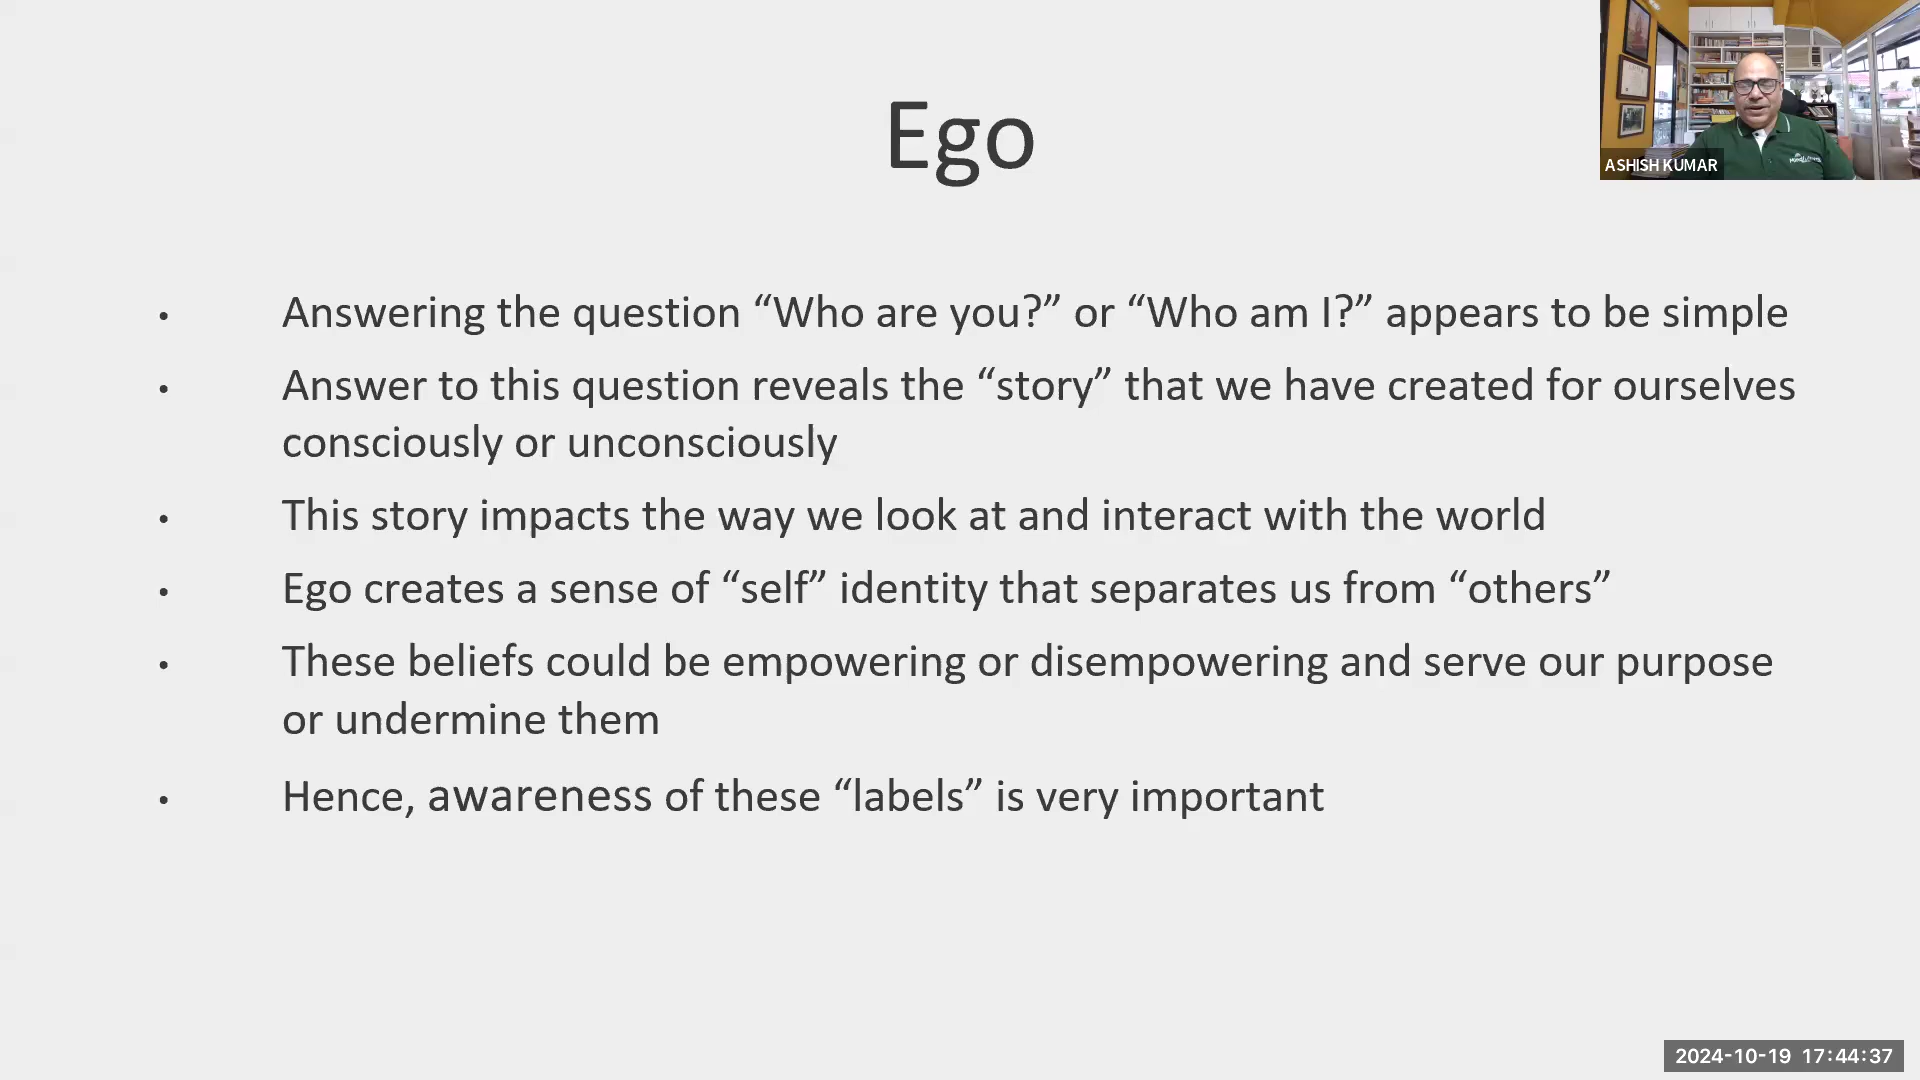 Ego
ASHISH KUMAR
• Answering the question “Who are you?” or “Who am I?” appears to be simple
• Answer to this question reveals the “story” that we have created for ourselves
consciously or unconsciously
• This story impacts the way we look at and interact with the world
• Ego creates a sense of “self” identity that separates us from “others”
• These beliefs could be empowering or disempowering and serve our purpose
or undermine them
• Hence, awareness of these “labels” is very important
2024-10-19 17:44:37